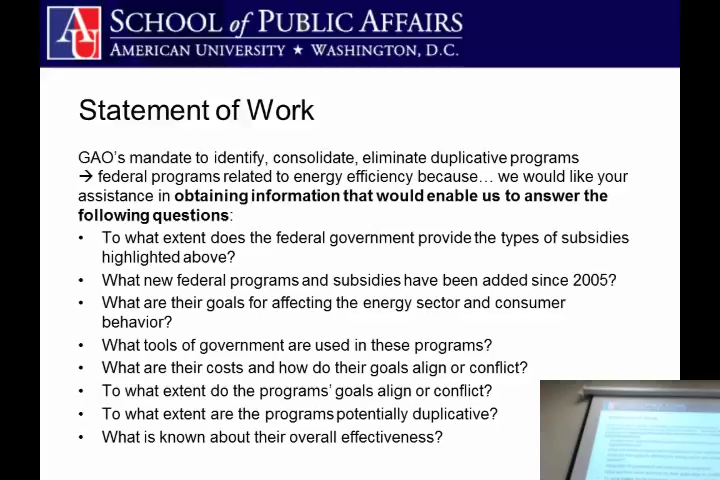 AU
SCHOOL of PUBLIC AFFAIRS
AMERICAN UNIVERSITY ★ WASHINGTON, D.C.
Statement of Work
GAO's mandate to identify, consolidate, eliminate duplicative programs
→ federal programs related to energy efficiency because… we would like your
assistance in obtaining information that would enable us to answer the
following questions:
• To what extent does the federal government provide the types of subsidies
highlighted above?
• What new federal programs and subsidies have been added since 2005?
• What are their goals for affecting the energy sector and consumer
behavior?
• What tools of government are used in these programs?
• What are their costs and how do their goals align or conflict?
• To what extent do the programs' goals align or conflict?
• To what extent are the programs potentially duplicative?
• What is known about their overall effectiveness?